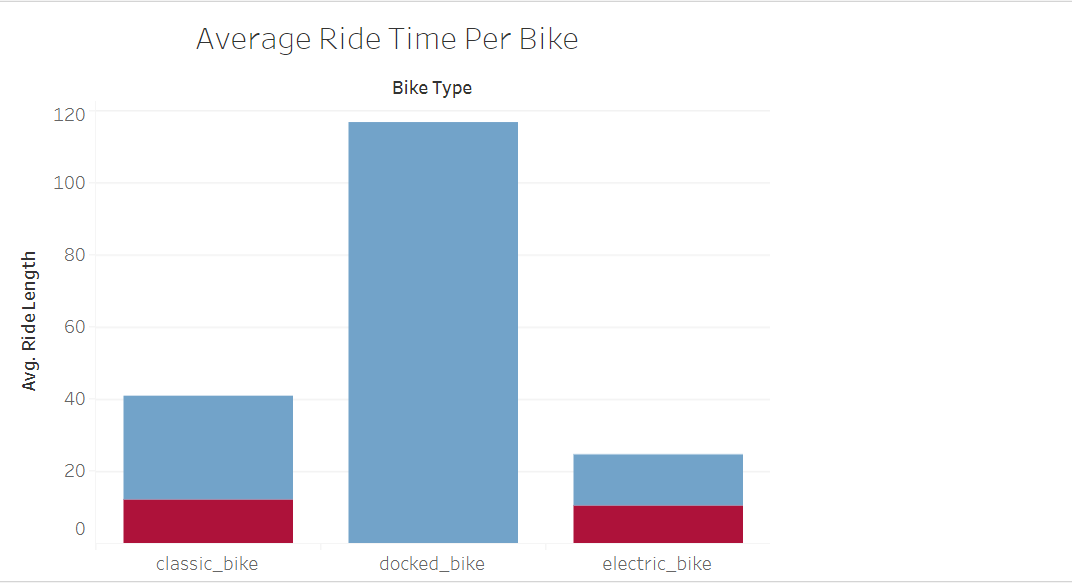 Average Ride Time Per Bike
Bike Type
120
100
80
60
40
20
0
Avg. Ride Length
classic_bike
docked_bike
electric_bike